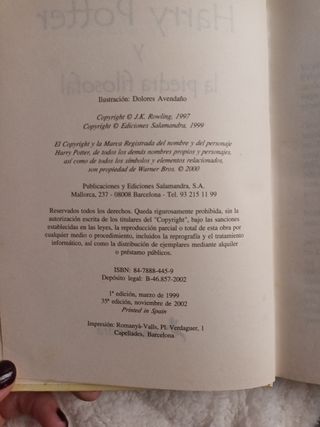 Harry Potter
y
la piedra filosofal
Ilustración: Dolores Avendaño
Copyright © J.K. Rowling, 1997
Copyright © Ediciones Salamandra, 1999
El Copyright y la Marca Registrada del nombre y del personaje
Harry Potter, de todos los demás nombres propios y personajes,
así como de todos los símbolos y elementos relacionados,
son propiedad de Warner Bros. © 2000
Publicaciones y Ediciones Salamandra, S.A.
Mallorca, 237 - 08008 Barcelona - Tel. 93 215 11 99
Reservados todos los derechos. Queda rigurosamente prohibida, sin la
autorización escrita de los titulares del "Copyright", bajo las sanciones
establecidas en las leyes, la reproducción parcial o total de esta obra por
cualquier medio o procedimiento, incluidos la reprografía y el tratamiento
informático, así como la distribución de ejemplares mediante alquiler
o préstamo públicos.
ISBN: 84-7888-445-9
Depósito legal: B-46.857-2002
1ª edición, marzo de 1999
35ª edición, noviembre de 2002
Printed in Spain
Impresión: Romanyà-Valls, Pl. Verdaguer, 1
Capellades, Barcelona